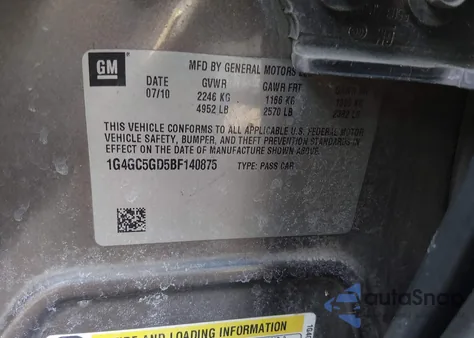 GM
MFD BY GENERAL MOTORS
DATE GVWR GAWR FRT
07/10 2246 KG 1166 KG
4952 LB 2570 LB
THIS VEHICLE CONFORMS TO ALL APPLICABLE U.S. FEDERAL MOTOR
VEHICLE SAFETY, BUMPER, AND THEFT PREVENTION STANDARDS IN
EFFECT ON THE DATE OF MANUFACTURE SHOWN ABOVE.
1G4GC5GD5BF140875 TYPE: PASS CAR
AND LOADING INFORMATION
autoSnap